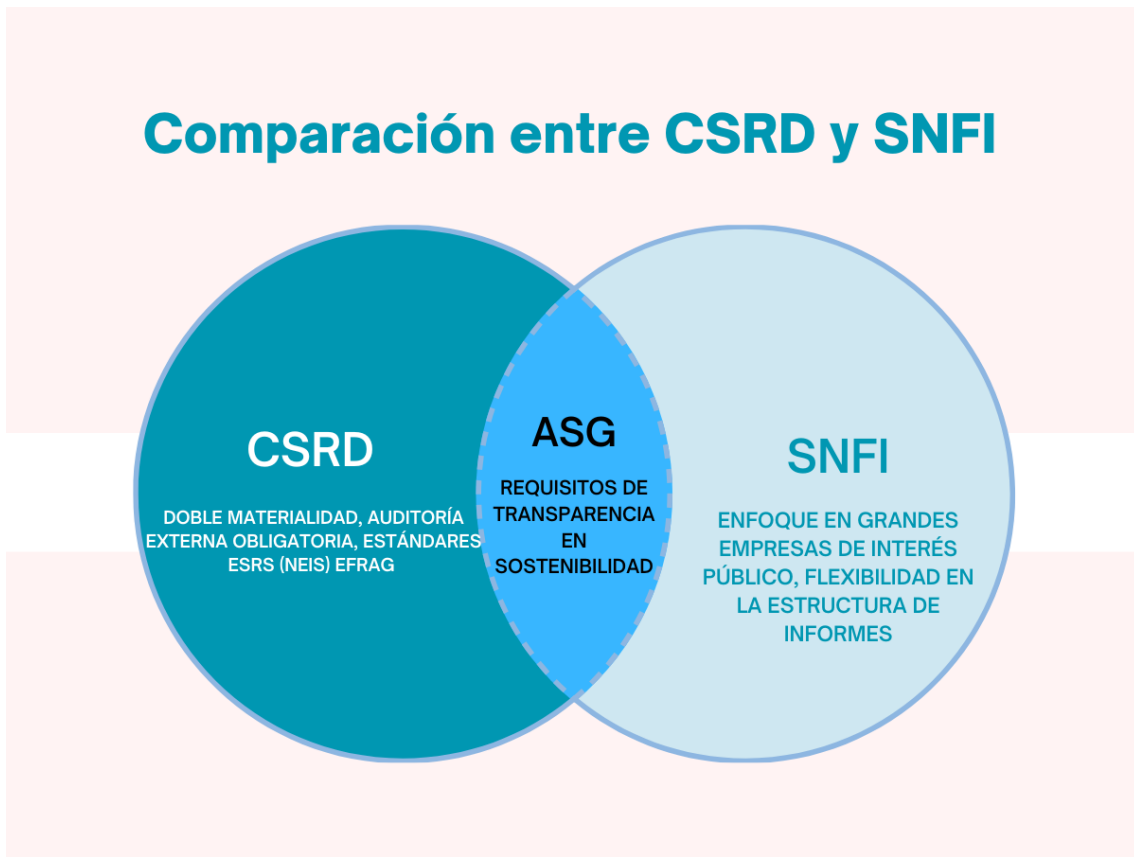 Comparación entre CSRD y SNFI
CSRD
DOBLE MATERIALIDAD, AUDITORÍA
EXTERNA OBLIGATORIA, ESTÁNDARES
ESRS (NEIS) EFRAG
ASG
REQUISITOS DE
TRANSPARENCIA
EN
SOSTENIBILIDAD
SNFI
ENFOQUE EN GRANDES
EMPRESAS DE INTERÉS
PÚBLICO, FLEXIBILIDAD EN
LA ESTRUCTURA DE
INFORMES